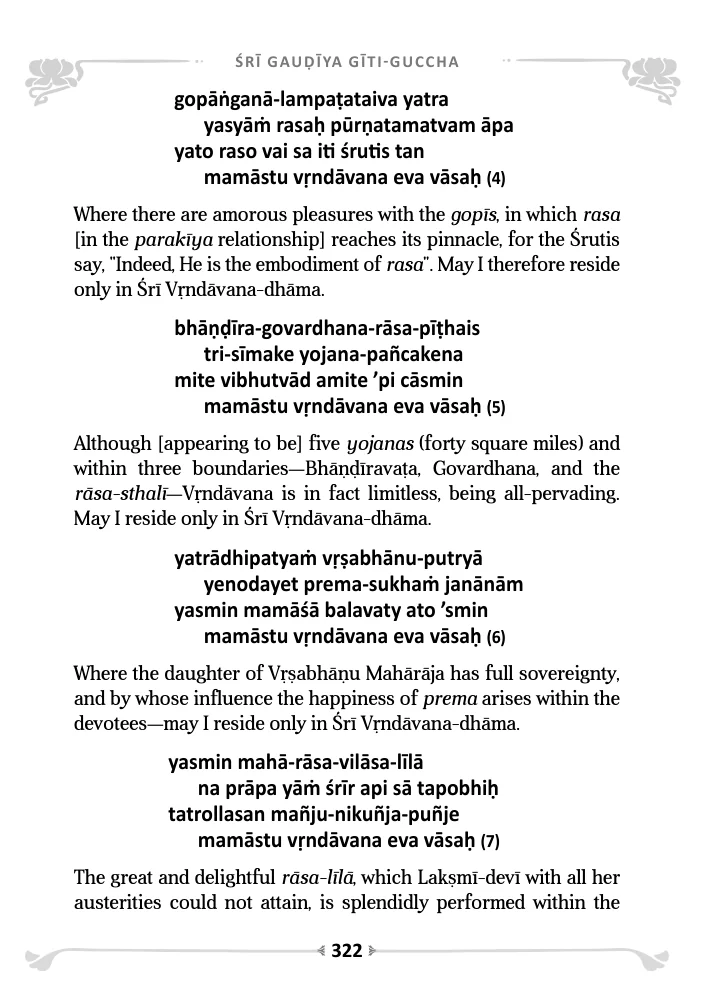 ŚRĪ GAUḌĪYA GĪTI-GUCCHA
gopāṅganā-lampaṭataiva yatra
yasyāṁ rasaḥ pūrṇatamatvam āpa
yato raso vai sa iti śrutis tan
mamāstu vṛndāvana eva vāsaḥ (4)
Where there are amorous pleasures with the gopīs, in which rasa
[in the parakīya relationship] reaches its pinnacle, for the Śrutis
say, "Indeed, He is the embodiment of rasa". May I therefore reside
only in Śrī Vṛndāvana-dhāma.
bhāṇḍīra-govardhana-rāsa-pīṭhais
tri-sīmake yojana-pañcakena
mite vibhutvād amite ’pi cāsmin
mamāstu vṛndāvana eva vāsaḥ (5)
Although [appearing to be] five yojanas (forty square miles) and
within three boundaries—Bhāṇḍīravaṭa, Govardhana, and the
rāsa-sthalī—Vṛndāvana is in fact limitless, being all-pervading.
May I reside only in Śrī Vṛndāvana-dhāma.
yatrādhipatyaṁ vṛṣabhānu-putryā
yenodayet prema-sukhaṁ janānām
yasmin mamāśā balavaty ato ’smin
mamāstu vṛndāvana eva vāsaḥ (6)
Where the daughter of Vṛṣabhāṇu Mahārāja has full sovereignty,
and by whose influence the happiness of prema arises within the
devotees—may I reside only in Śrī Vṛndāvana-dhāma.
yasmin mahā-rāsa-vilāsa-līlā
na prāpa yāṁ śrīr api sā tapobhiḥ
tatrollasan mañju-nikuñja-puñje
mamāstu vṛndāvana eva vāsaḥ (7)
The great and delightful rāsa-līlā, which Lakṣmī-devī with all her
austerities could not attain, is splendidly performed within the
322